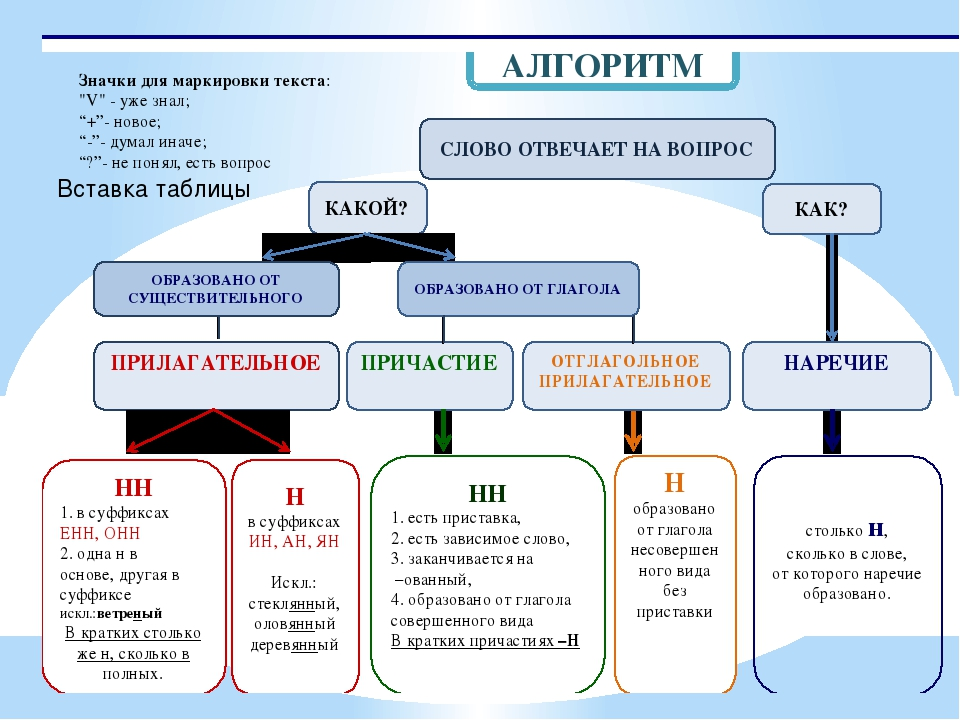 АЛГОРИТМ
Значки для маркировки текста:
"V" - уже знал;
“+”- новое;
“-”- думал иначе;
“?”- не понял, есть вопрос
Вставка таблицы
СЛОВО ОТВЕЧАЕТ НА ВОПРОС
КАКОЙ?
КАК?
ОБРАЗОВАНО ОТ
СУЩЕСТВИТЕЛЬНОГО
ОБРАЗОВАНО ОТ ГЛАГОЛА
ПРИЛАГАТЕЛЬНОЕ
ПРИЧАСТИЕ
ОТГЛАГОЛЬНОЕ
ПРИЛАГАТЕЛЬНОЕ
НАРЕЧИЕ
НН
1. в суффиксах
ЕНН, ОНН
2. одна н в
основе, другая в
суффиксе
искл.:ветреный
В кратких столько
же н, сколько в
полных.
Н
в суффиксах
ИН, АН, ЯН
Искл.:
стеклянный,
оловянный
деревянный
НН
1. есть приставка,
2. есть зависимое слово,
3. заканчивается на
–ованный,
4. образовано от глагола
совершенного вида
В кратких причастиях –Н
Н
образовано
от глагола
несовершен
ного вида
без
приставки
столько н,
сколько в слове,
от которого наречие
образовано.